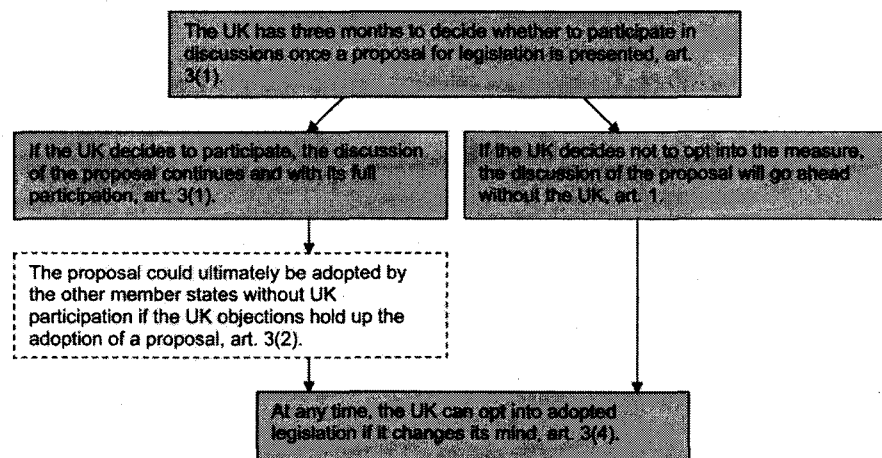 The UK has three months to decide whether to participate in
discussions once a proposal for legislation is presented, art.
3(1).
If the UK decides to participate, the discussion
of the proposal continues and with its full
participation, art. 3(1).
If the UK decides not to opt into the measure,
the discussion of the proposal will go ahead
without the UK, art. 1.
The proposal could ultimately be adopted by
the other member states without UK
participation if the UK objections hold up the
adoption of a proposal, art. 3(2).
At any time, the UK can opt into adopted
legislation if it changes its mind, art. 3(4).